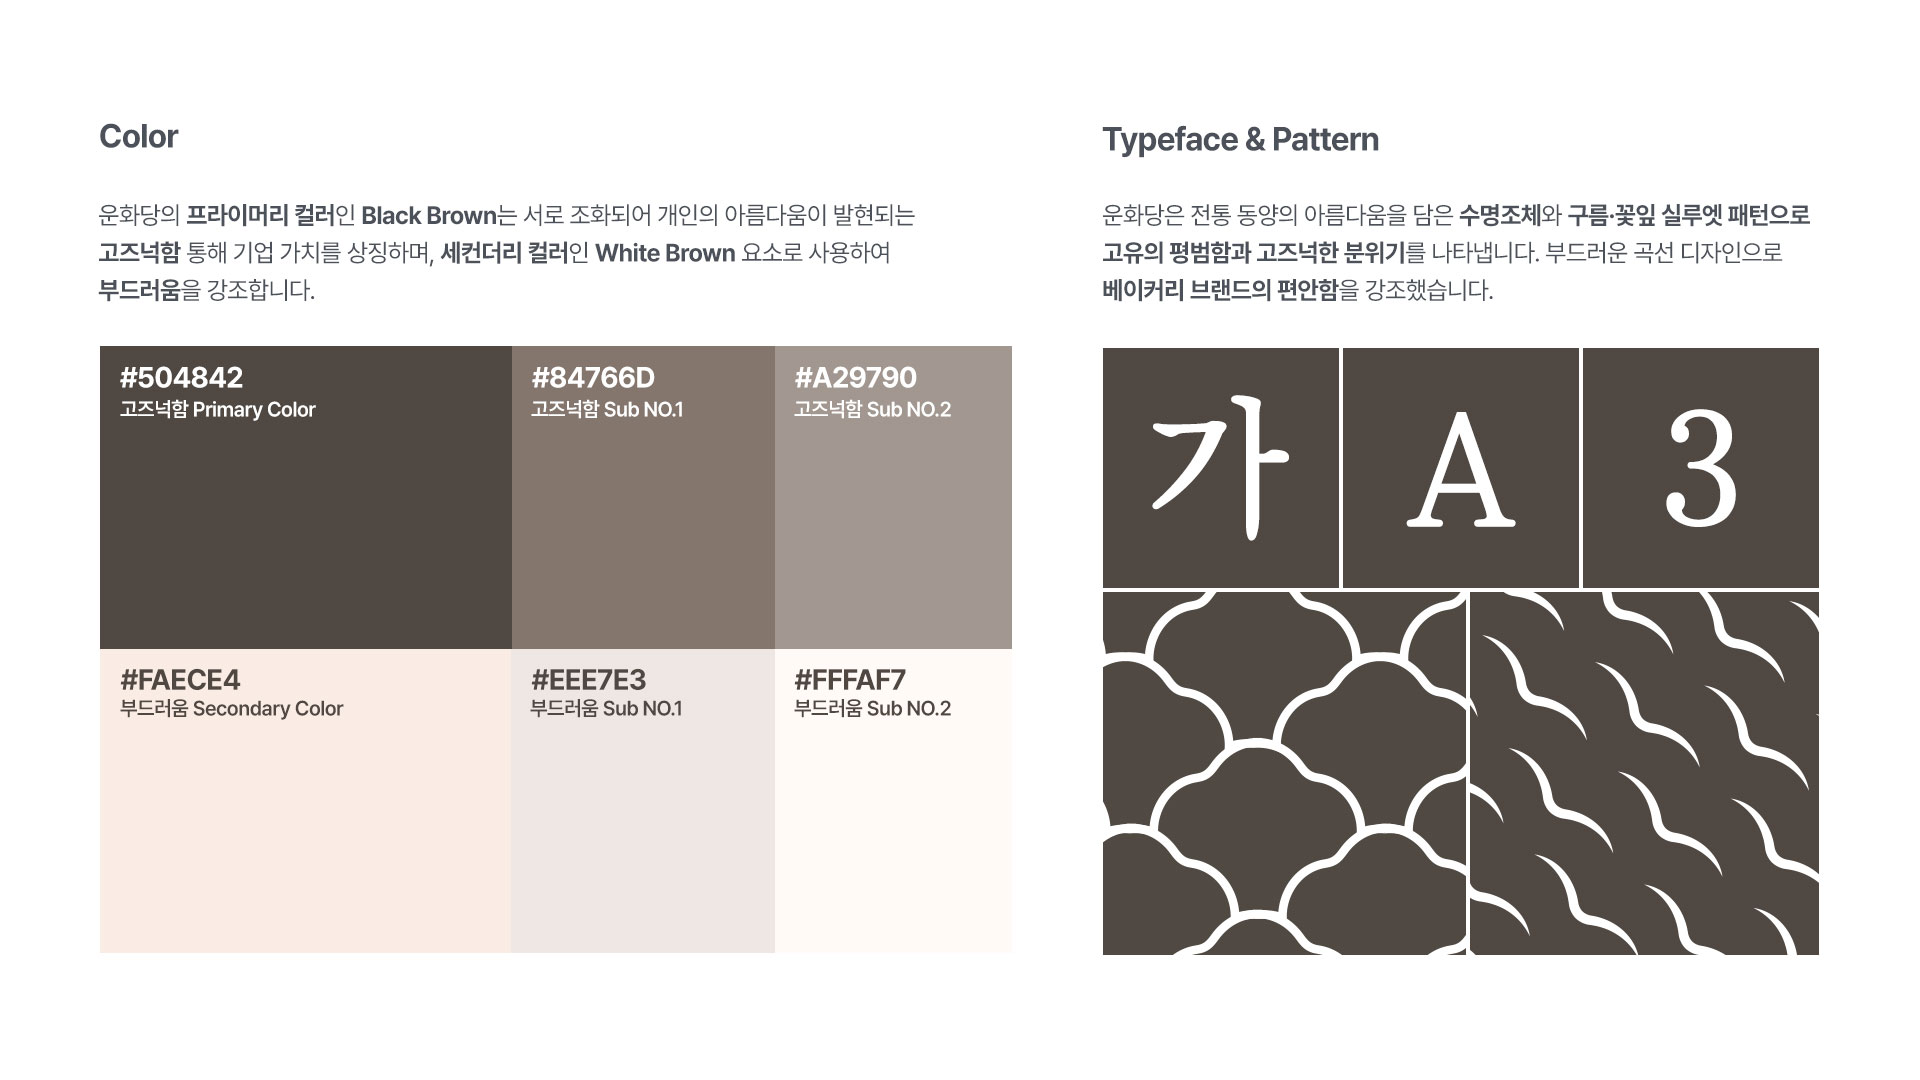 Color
운화당의 프라이머리 컬러인 Black Brown는 서로 조화되어 개인의 아름다움이 발현되는
고즈넉함 통해 기업 가치를 상징하며, 세컨더리 컬러인 White Brown 요소로 사용하여
부드러움을 강조합니다.
#504842
고즈넉함 Primary Color
#84766D
고즈넉함 Sub NO.1
#A29790
고즈넉함 Sub NO.2
#FAECE4
부드러움 Secondary Color
#EEE7E3
부드러움 Sub NO.1
#FFFAF7
부드러움 Sub NO.2
Typeface & Pattern
운화당은 전통 동양의 아름다움을 담은 수명조체와 구름·꽃잎 실루엣 패턴으로
고유의 평범함과 고즈넉한 분위기를 나타냅니다. 부드러운 곡선 디자인으로
베이커리 브랜드의 편안함을 강조했습니다.
가 A 3